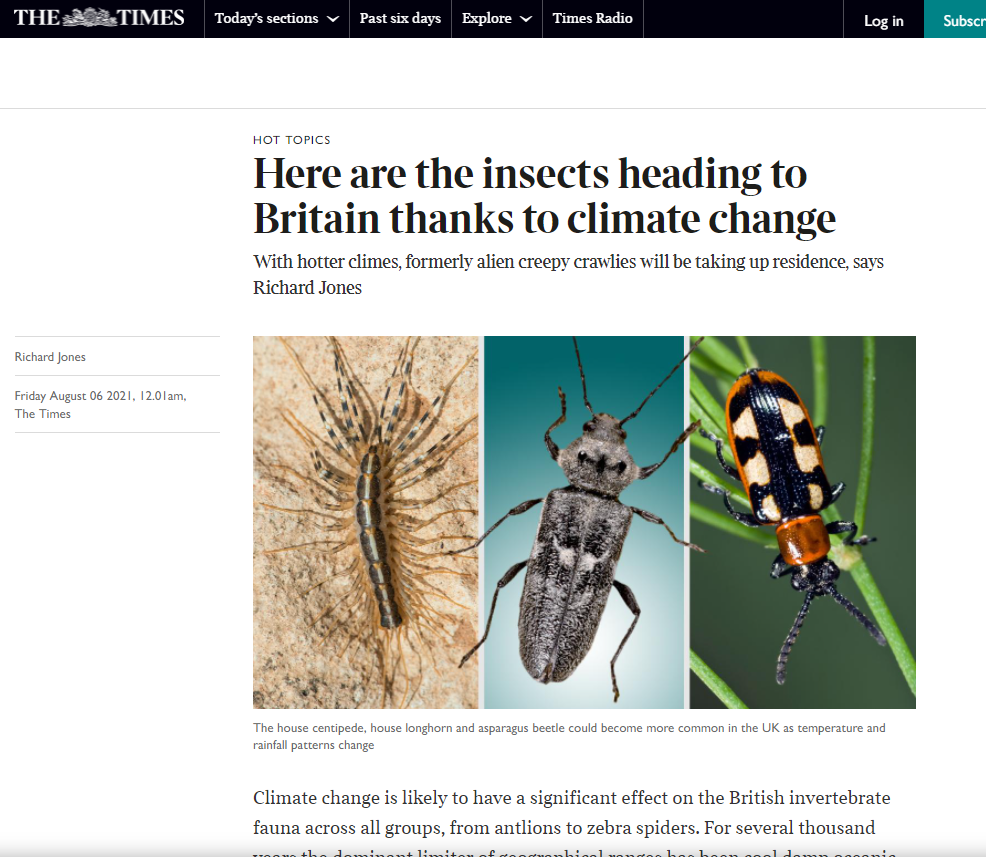 THE TIMES
Today's sections
Past six days
Explore
Times Radio
Log in
Subscr
HOT TOPICS
Here are the insects heading to
Britain thanks to climate change
With hotter climes, formerly alien creepy crawlies will be taking up residence, says
Richard Jones
Richard Jones
Friday August 06 2021, 12.01am,
The Times
The house centipede, house longhorn and asparagus beetle could become more common in the UK as temperature and
rainfall patterns change
Climate change is likely to have a significant effect on the British invertebrate
fauna across all groups, from antlions to zebra spiders. For several thousand
years the dominant limiter of geographical ranges has been cool damp oceanic